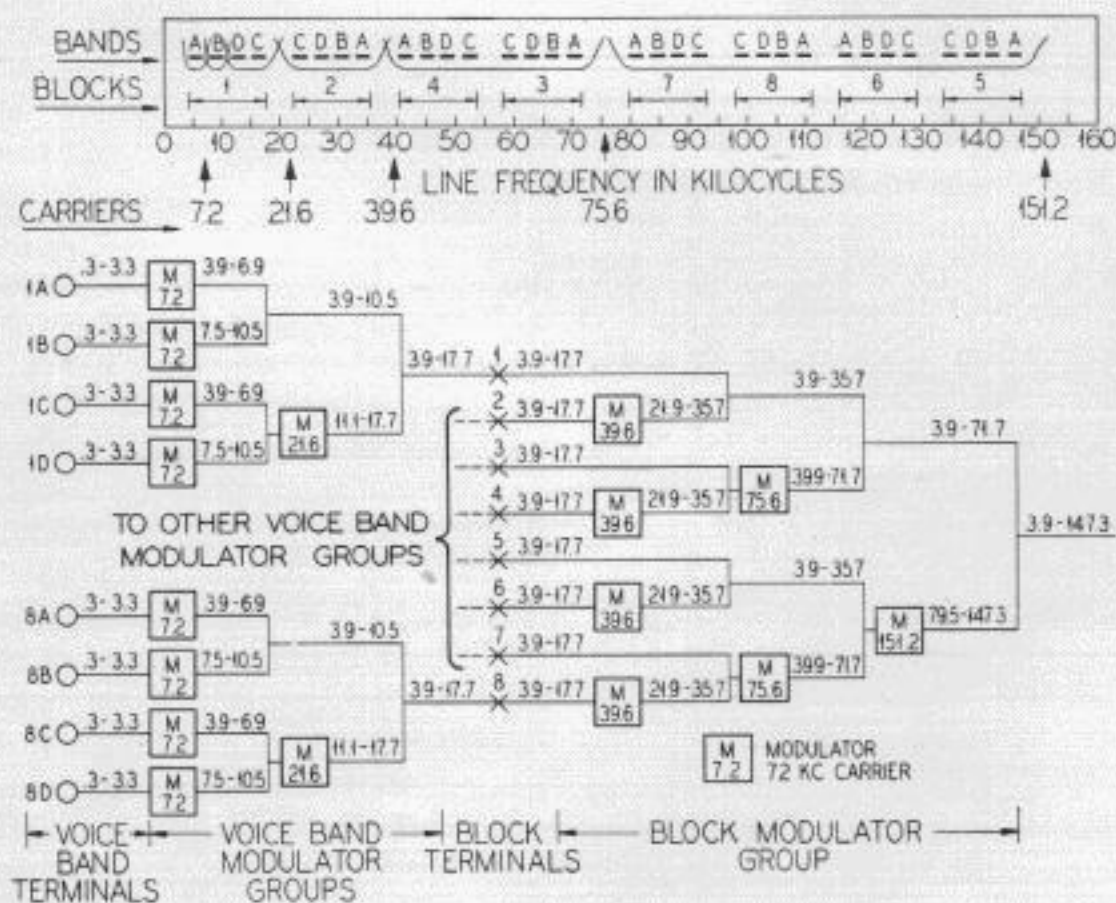 BANDS A B D C C D B A A B D C C D B A A B D C C D B A A B D C C D B A
BLOCKS 1 2 4 3 7 8 6 5
0 10 20 30 40 50 60 70 80 90 100 110 120 130 140 150 160
LINE FREQUENCY IN KILOCYCLES
CARRIERS 7.2 21.6 39.6 75.6 151.2
1A .3-3.3 M 7.2 3.9-6.9
3.9-10.5
1B .3-3.3 M 7.2 7.5-10.5
3.9-17.7 1 3.9-17.7
3.9-35.7
1C .3-3.3 M 7.2 3.9-6.9
M 21.6 11.1-17.7
2 3.9-17.7 M 39.6 21.9-35.7
3.9-71.7
1D .3-3.3 M 7.2 7.5-10.5
3 3.9-17.7
M 75.6 39.9-71.7
4 3.9-17.7 M 39.6 21.9-35.7
TO OTHER VOICE BAND
MODULATOR GROUPS
3.9-147.3
5 3.9-17.7
3.9-35.7
6 3.9-17.7 M 39.6 21.9-35.7
8A .3-3.3 M 7.2 3.9-6.9
3.9-10.5
M 151.2 79.5-147.3
7 3.9-17.7
8B .3-3.3 M 7.2 7.5-10.5
M 75.6 39.9-71.7
3.9-17.7 8 3.9-17.7 M 39.6 21.9-35.7
8C .3-3.3 M 7.2 3.9-6.9
M 21.6 11.1-17.7
8D .3-3.3 M 7.2 7.5-10.5
M 7.2 MODULATOR
7.2 KC CARRIER
VOICE BAND TERMINALS
VOICE BAND MODULATOR GROUPS
BLOCK TERMINALS
BLOCK MODULATOR GROUP